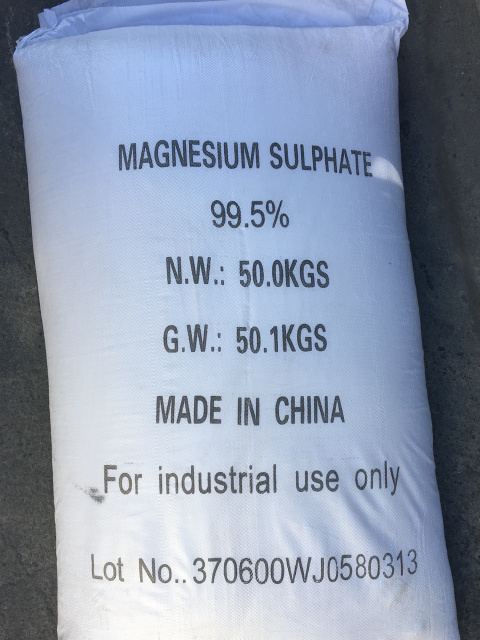 MAGNESIUM SULPHATE
99.5%
N.W.: 50.0KGS
G.W.: 50.1KGS
MADE IN CHINA
For industrial use only
Lot No.. 370600WJ0580313